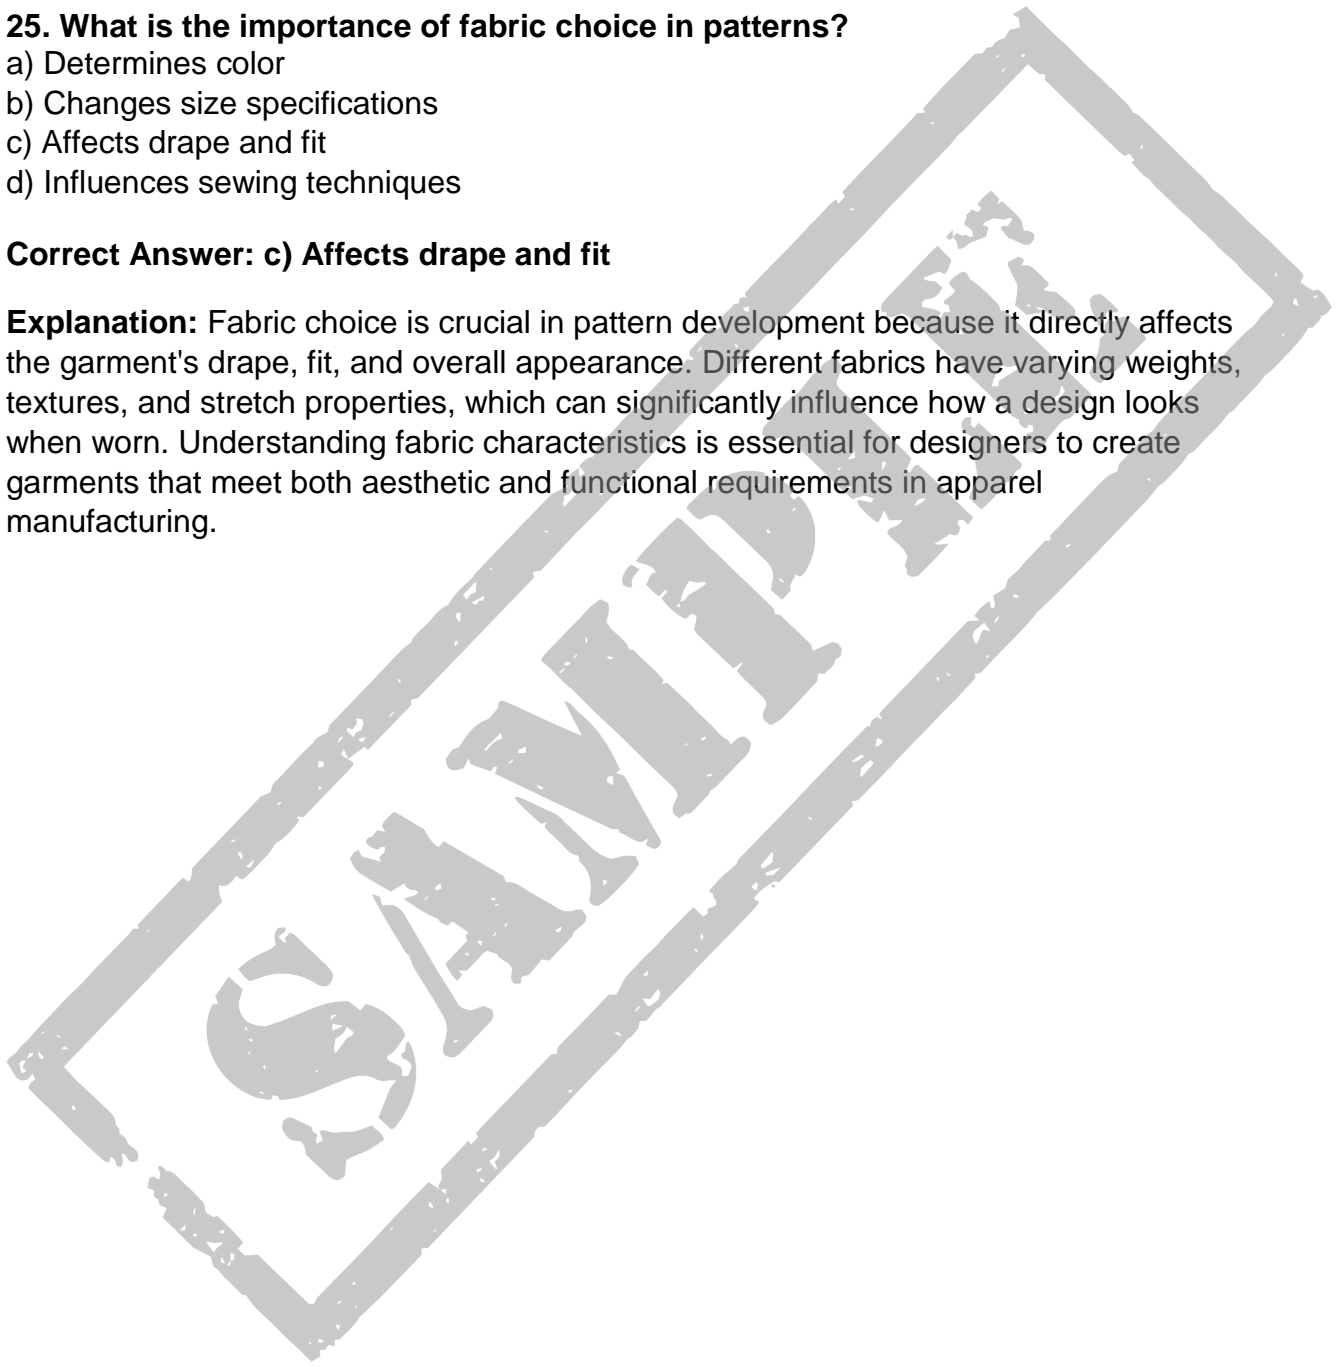 25. What is the importance of fabric choice in patterns?
a) Determines color
b) Changes size specifications
c) Affects drape and fit
d) Influences sewing techniques
Correct Answer: c) Affects drape and fit
Explanation: Fabric choice is crucial in pattern development because it directly affects
the garment's drape, fit, and overall appearance. Different fabrics have varying weights,
textures, and stretch properties, which can significantly influence how a design looks
when worn. Understanding fabric characteristics is essential for designers to create
garments that meet both aesthetic and functional requirements in apparel
manufacturing.
SAMPLE